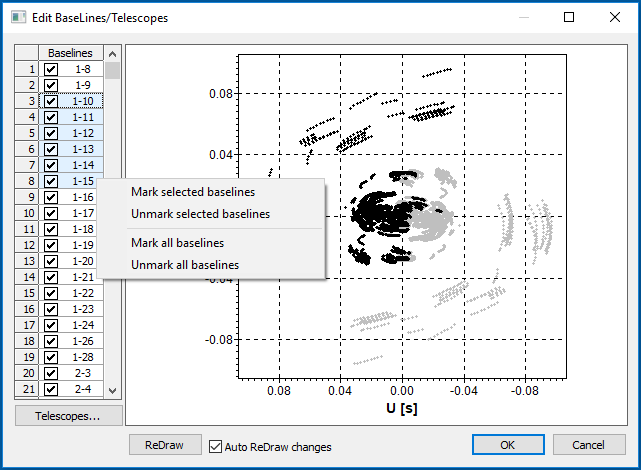 Edit BaseLines/Telescopes
Baselines
1 1-8
2 1-9
3 1-10
4 1-11
5 1-12
6 1-13
7 1-14
8 1-15
9 1-16
10 1-17
11 1-18
12 1-19
13 1-20
14 1-21
15 1-22
16 1-23
17 1-24
18 1-26
19 1-28
20 2-3
21 2-4
Mark selected baselines
Unmark selected baselines
Mark all baselines
Unmark all baselines
0.08
0.04
-0.08
0.08 0.04 0.00 -0.04 -0.08
U [s]
Telescopes...
ReDraw Auto ReDraw changes OK Cancel